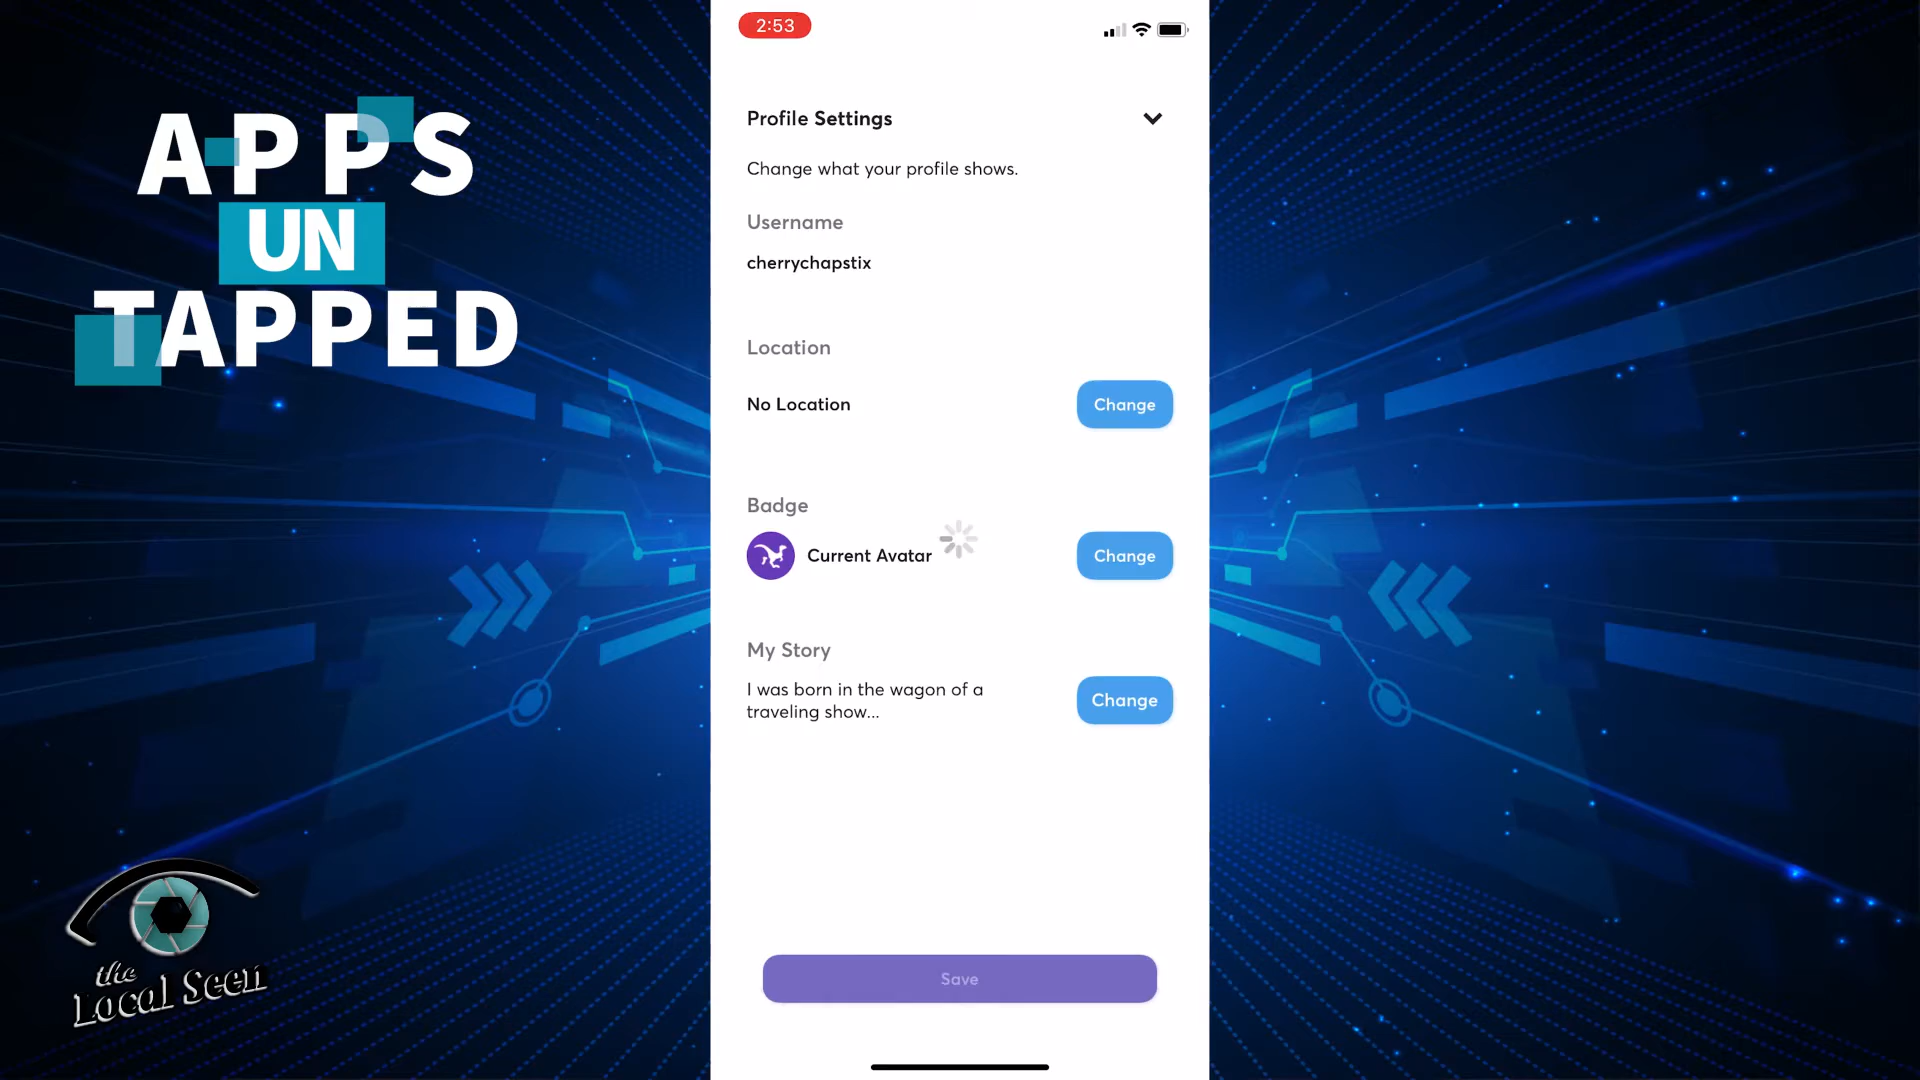 APPS
UN
TAPPED
the
Local Seen
2:53
Profile Settings
Change what your profile shows.
Username
cherrychapstix
Location
No Location
Change
Badge
Current Avatar
Change
My Story
I was born in the wagon of a
traveling show...
Change
Save